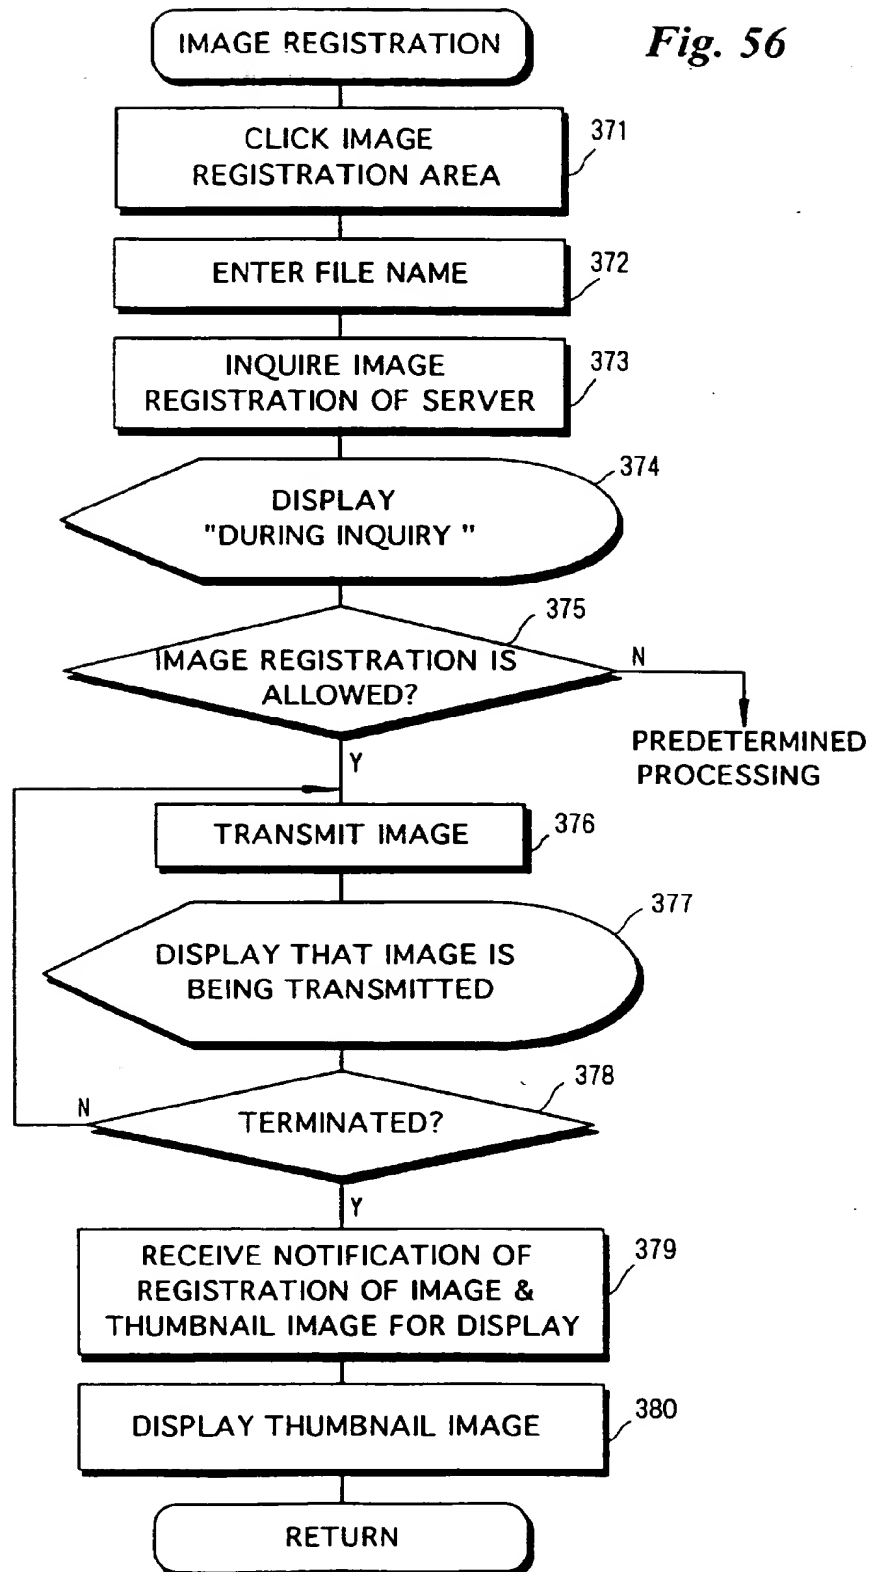 IMAGE REGISTRATION
Fig. 56
CLICK IMAGE
REGISTRATION AREA
371
ENTER FILE NAME
372
INQUIRE IMAGE
REGISTRATION OF SERVER
373
DISPLAY
"DURING INQUIRY "
374
IMAGE REGISTRATION IS
ALLOWED?
375
N
PREDETERMINED
PROCESSING
Y
TRANSMIT IMAGE
376
DISPLAY THAT IMAGE IS
BEING TRANSMITTED
377
TERMINATED?
378
N
Y
RECEIVE NOTIFICATION OF
REGISTRATION OF IMAGE &
THUMBNAIL IMAGE FOR DISPLAY
379
DISPLAY THUMBNAIL IMAGE
380
RETURN